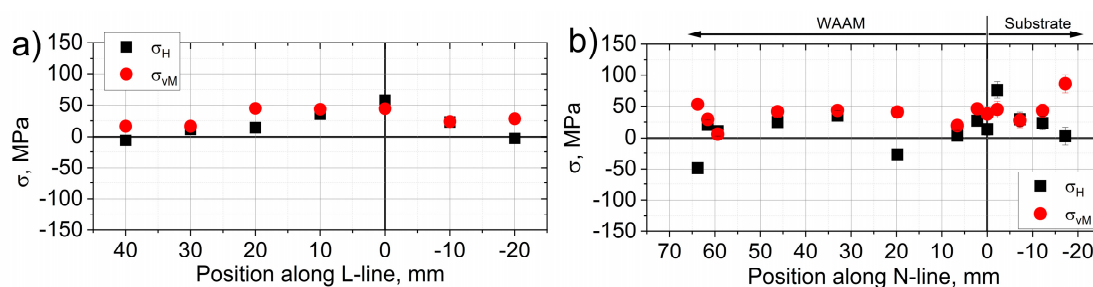 a)
σH
σvM
150
100
50
0
-50
-100
-150
σ, MPa
40 30 20 10 0 -10 -20
Position along L-line, mm
b)
WAAM Substrate
150
100
50
0
-50
-100
-150
σ, MPa
σH
σvM
70 60 50 40 30 20 10 0 -10 -20
Position along N-line, mm